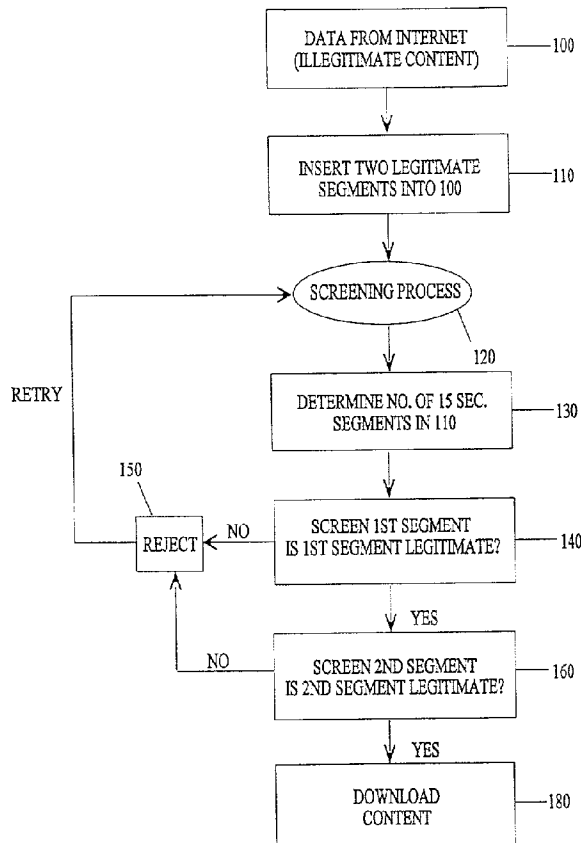 DATA FROM INTERNET
(ILLEGITIMATE CONTENT)
100
INSERT TWO LEGITIMATE
SEGMENTS INTO 100
110
SCREENING PROCESS
120
RETRY
DETERMINE NO. OF 15 SEC.
SEGMENTS IN 110
130
150
REJECT
NO
SCREEN 1ST SEGMENT
IS 1ST SEGMENT LEGITIMATE?
140
YES
NO
SCREEN 2ND SEGMENT
IS 2ND SEGMENT LEGITIMATE?
160
YES
DOWNLOAD
CONTENT
180